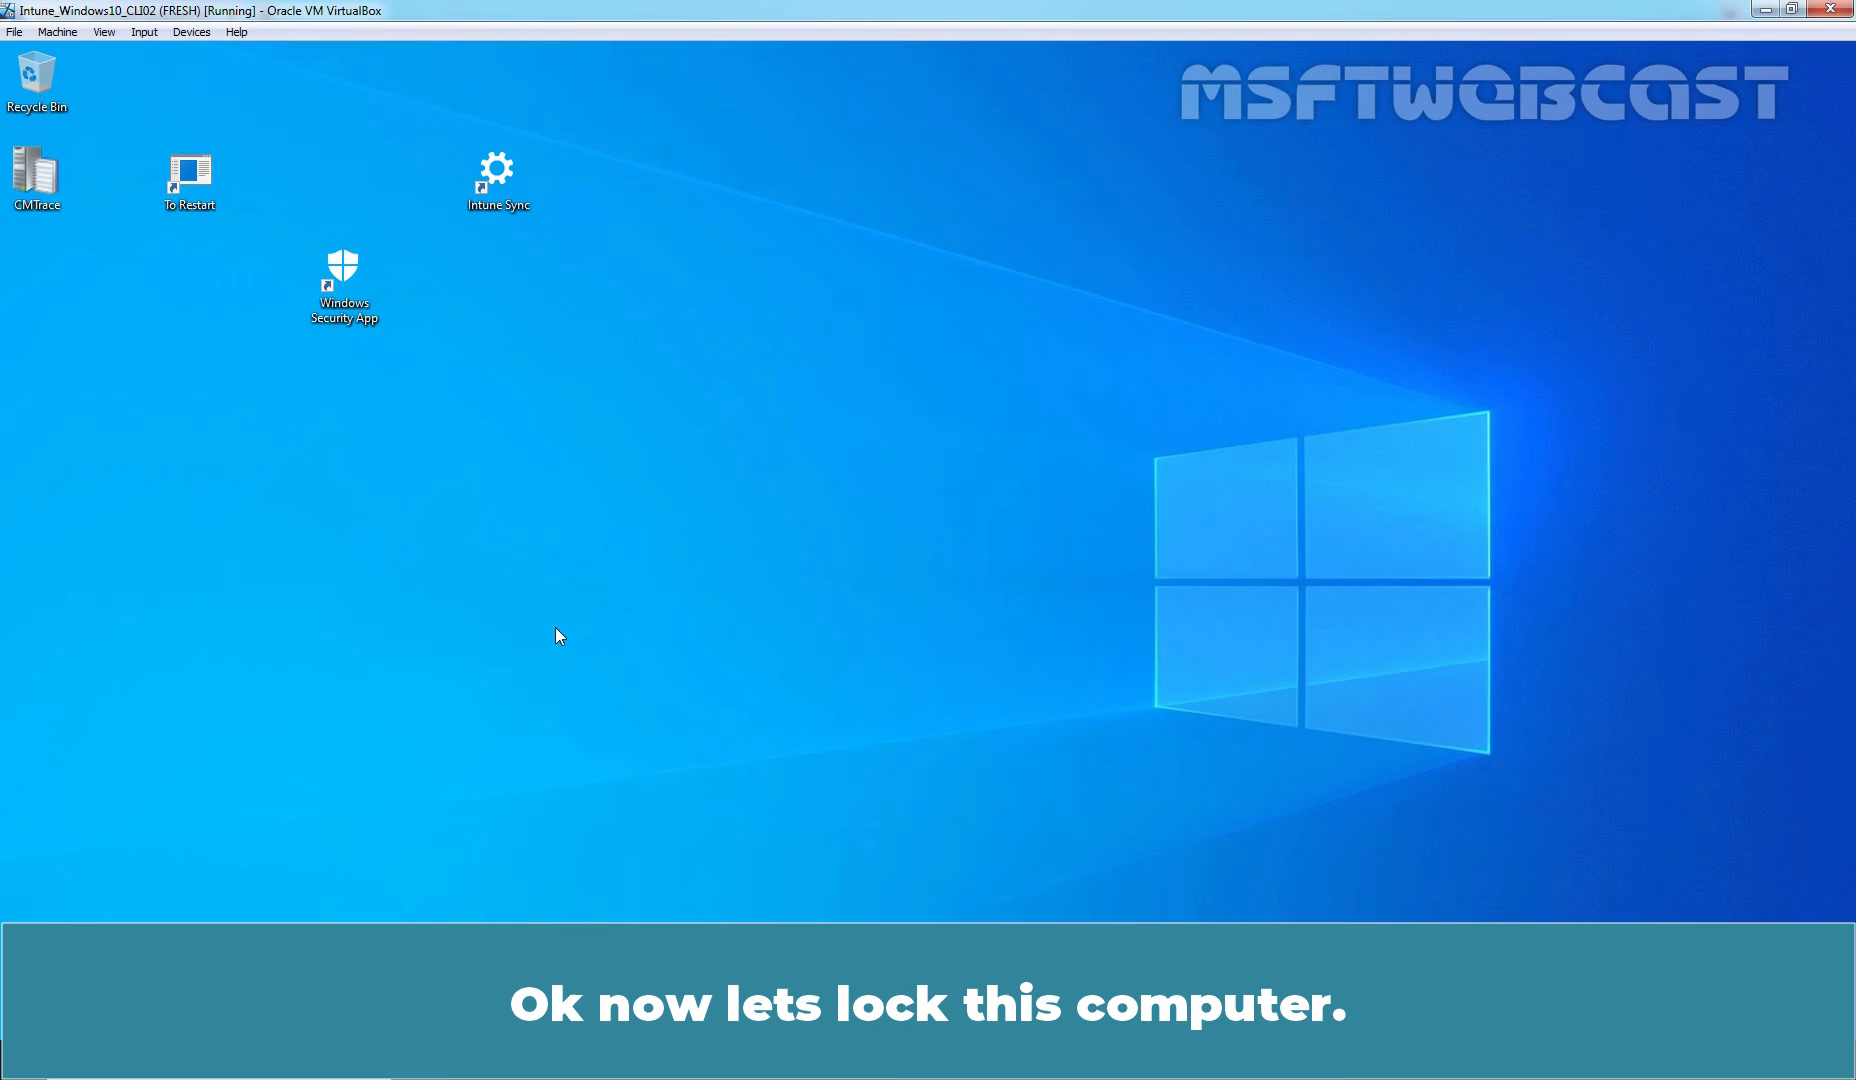 Intune_Windows10_CLI02 (FRESH) [Running] - Oracle VM VirtualBox
File Machine View Input Devices Help
MSFTWEBCAST
Recycle Bin
CMTrace
To Restart
Intune Sync
Windows
Security App
Ok now lets lock this computer.